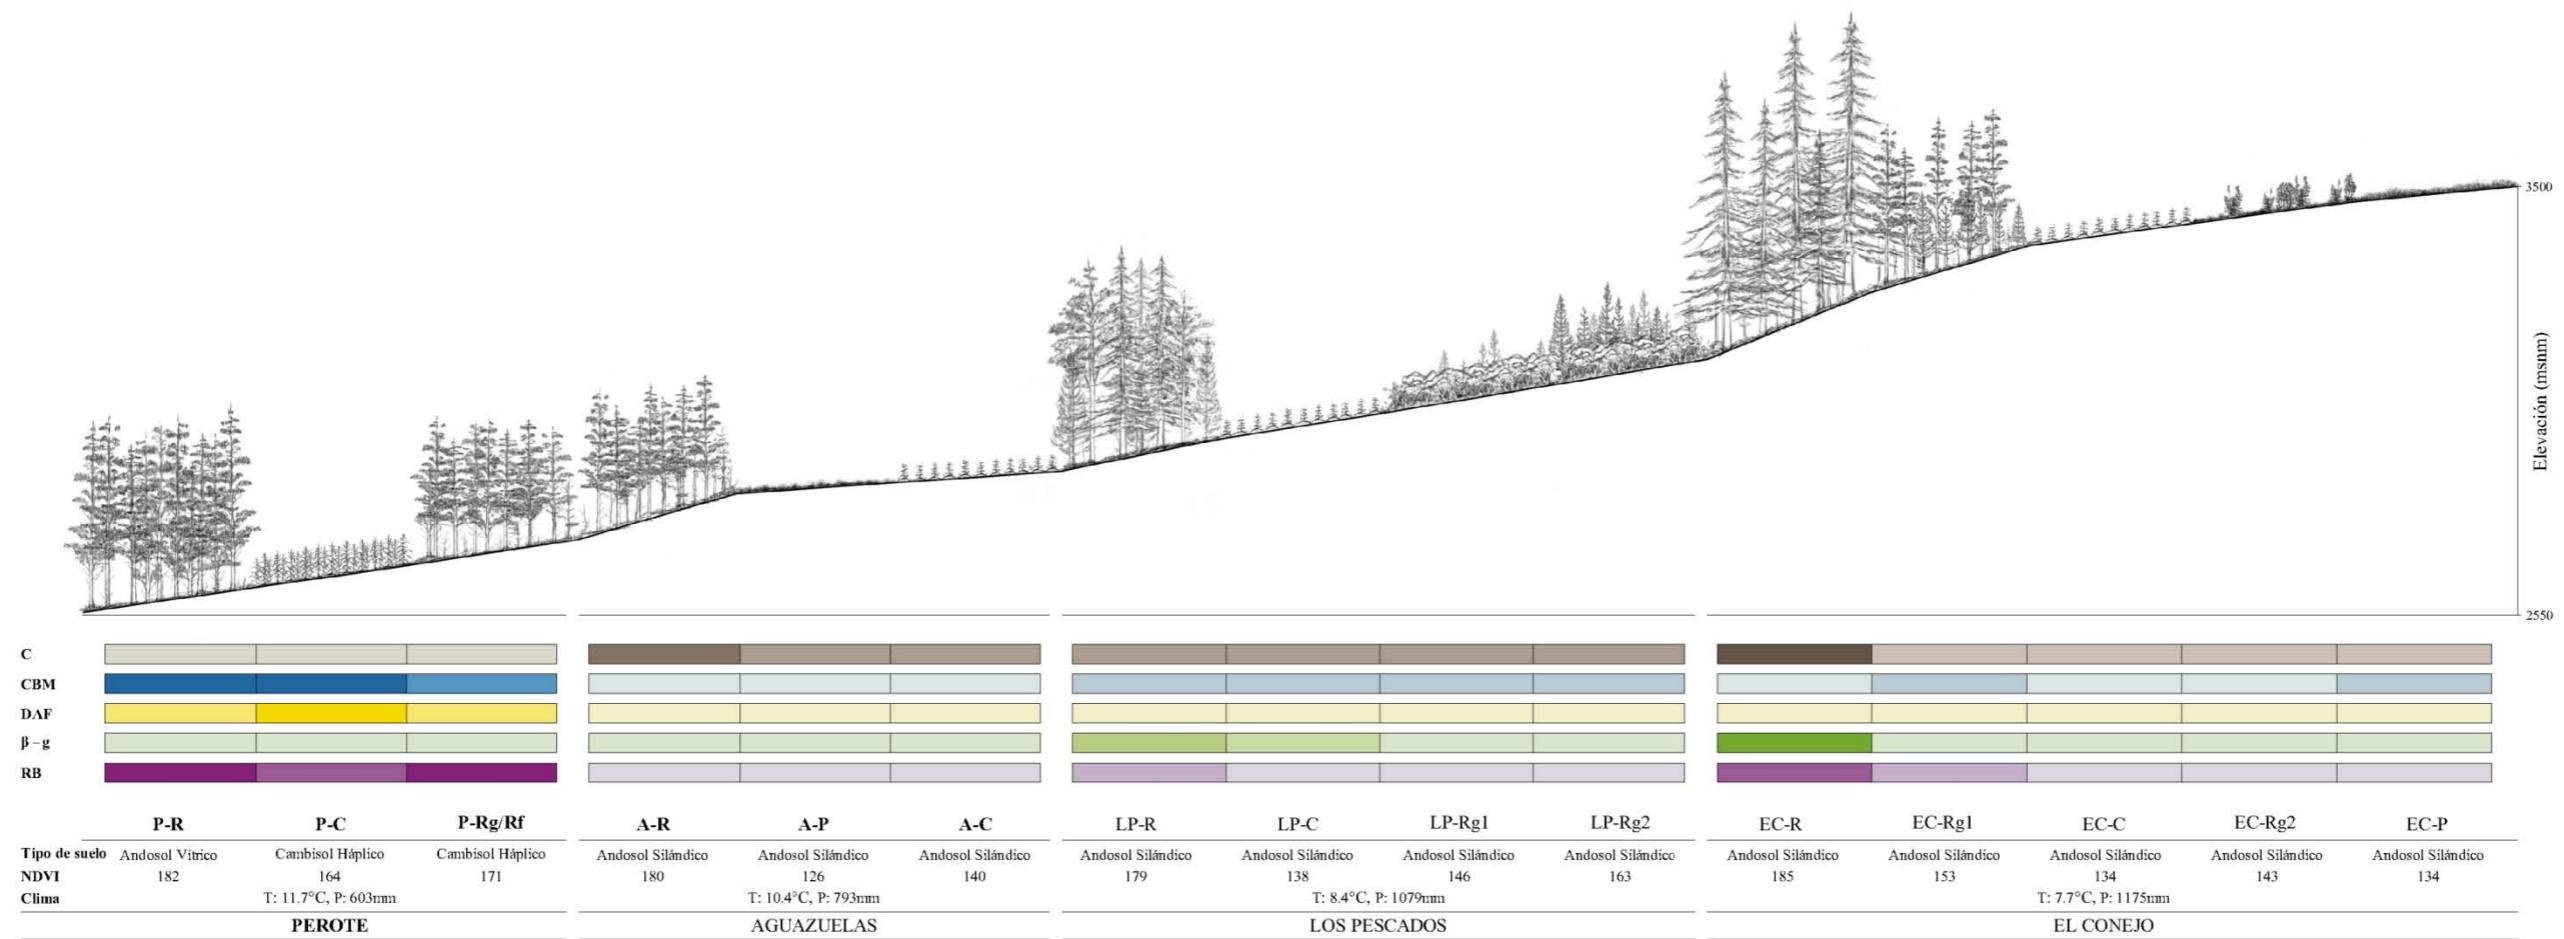 3500
Elevación (msnm)
2550
C
CBM
DAF
β – g
RB
P-R P-C P-Rg/Rf A-R A-P A-C LP-R LP-C LP-Rg1 LP-Rg2 EC-R EC-Rg1 EC-C EC-Rg2 EC-P
Tipo de suelo Andosol Vítrico Cambisol Háplico Cambisol Háplico Andosol Silándico Andosol Silándico Andosol Silándico Andosol Silándico Andosol Silándico Andosol Silándico Andosol Silándico Andosol Silándico Andosol Silándico Andosol Silándico Andosol Silándico Andosol Silándico
NDVI 182 164 171 180 126 140 179 138 146 163 185 153 134 143 134
Clima T: 11.7°C, P: 603mm T: 10.4°C, P: 793mm T: 8.4°C, P: 1079mm T: 7.7°C, P: 1175mm
PEROTE AGUAZUELAS LOS PESCADOS EL CONEJO